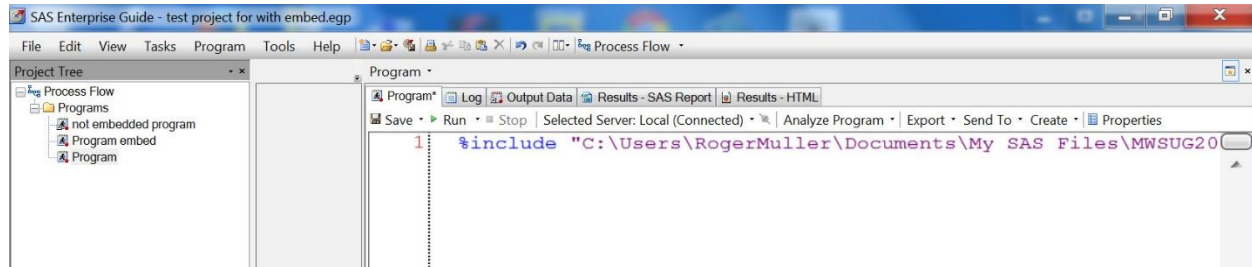 SAS Enterprise Guide - test project for with embed.egp
File Edit View Tasks Program Tools Help Process Flow
Project Tree
Process Flow
Programs
not embedded program
Program embed
Program
Program
Program* Log Output Data Results - SAS Report Results - HTML
Save Run Stop Selected Server: Local (Connected) Analyze Program Export Send To Create Properties
1 %include "C:\Users\RogerMuller\Documents\My SAS Files\MWSUG20